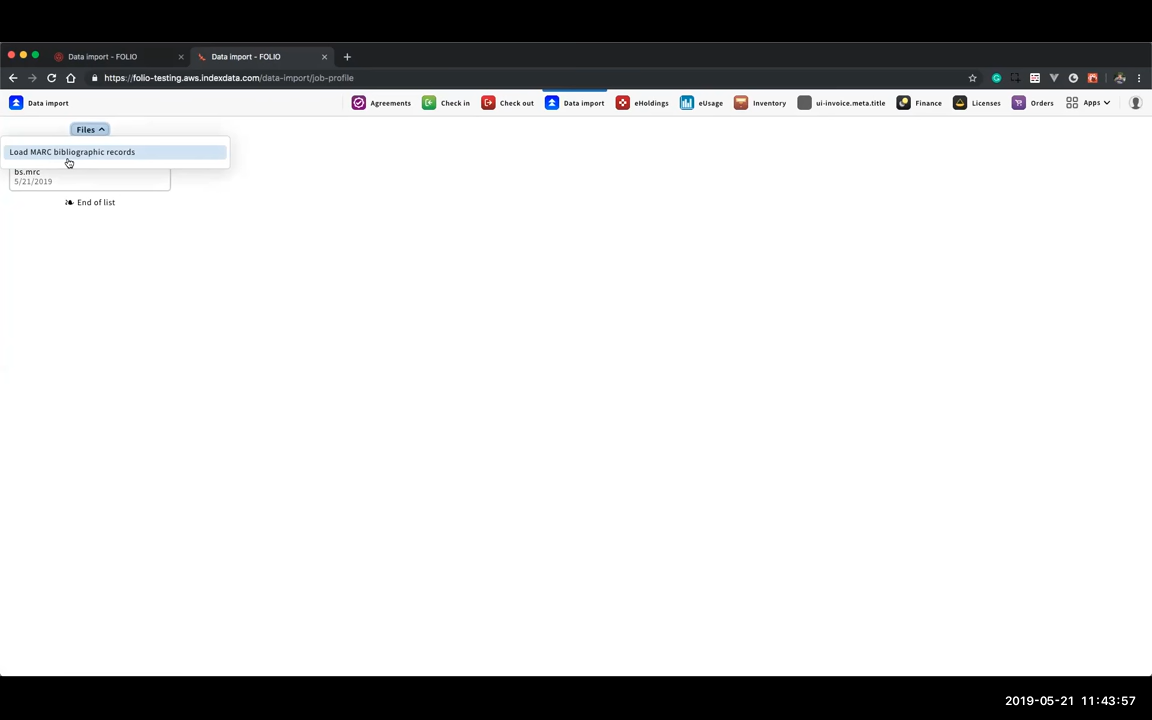 Data import - FOLIO
Data import - FOLIO
https://folio-testing.aws.indexdata.com/data-import/job-profile
Data import
Agreements
Check in
Check out
Data import
eHoldings
eUsage
Inventory
ui-invoice.meta.title
Finance
Licenses
Orders
Apps
Files
Load MARC bibliographic records
bs.mrc
5/21/2019
End of list
2019-05-21 11:43:57